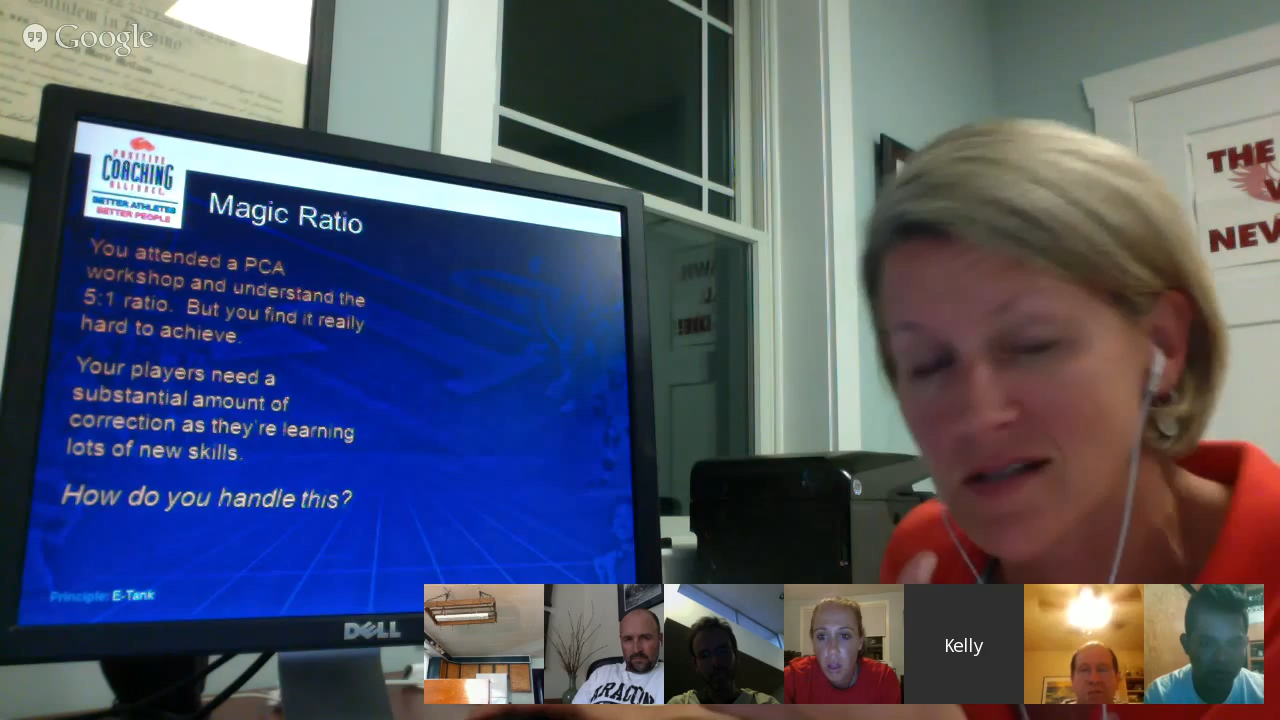 Google
POSITIVE
COACHING
ALLIANCE
BETTER ATHLETES
BETTER PEOPLE
Magic Ratio
You attended a PCA
workshop and understand the
5:1 ratio. But you find it really
hard to achieve.
Your players need a
substantial amount of
correction as they're learning
lots of new skills.
How do you handle this?
Principle: E-Tank
DELL
THE
NEV
Kelly